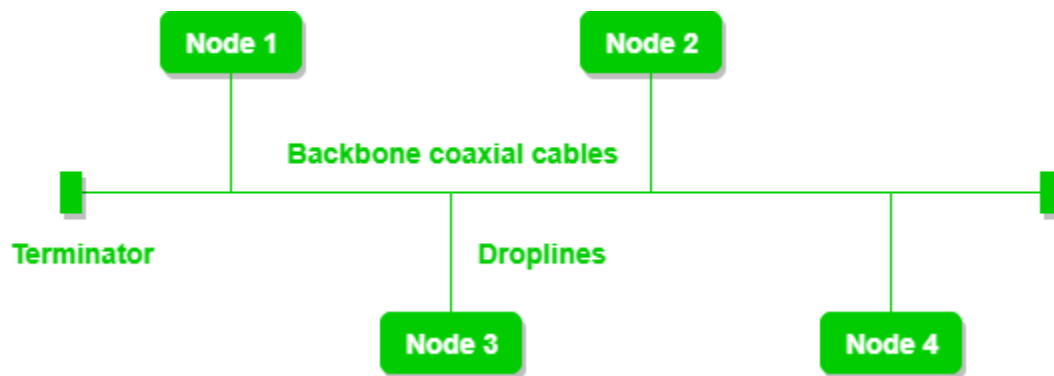 Node 1
Node 2
Backbone coaxial cables
Terminator
Droplines
Node 3
Node 4